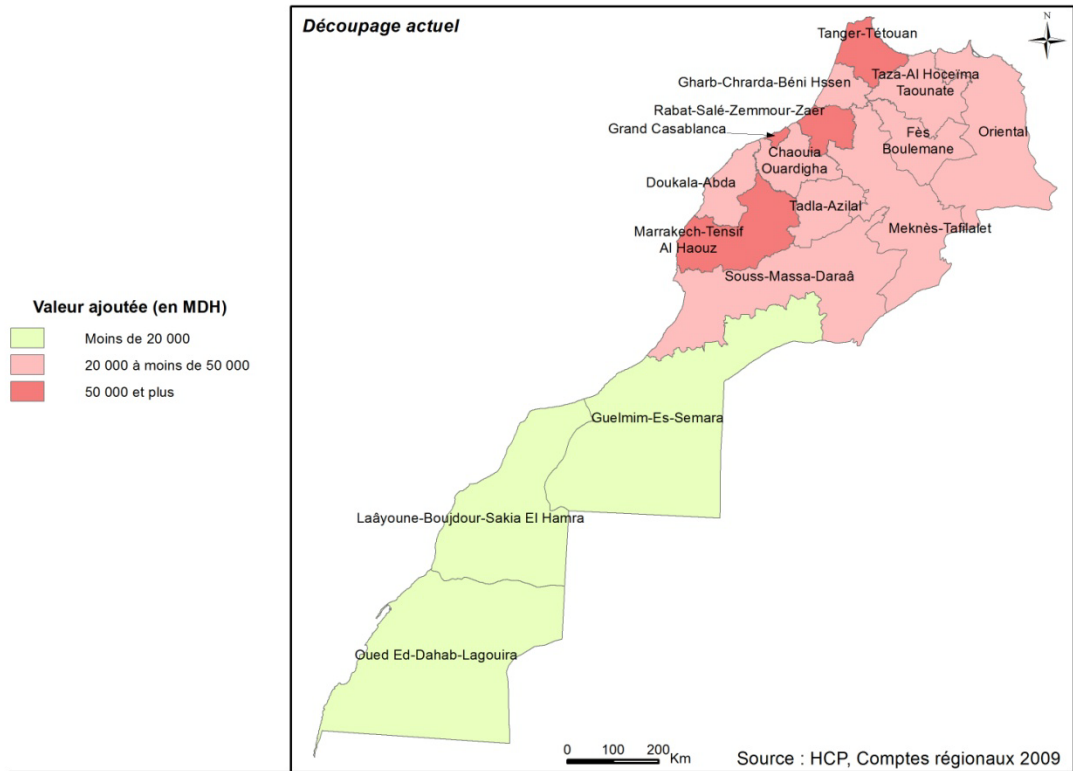 Découpage actuel
N
Tanger-Tétouan
Taza-Al Hoceïma
Taounate
Gharb-Chrarda-Béni Hssen
Rabat-Salé-Zemmour-Zaër
Grand Casablanca
Fès
Boulemane
Oriental
Chaouia
Ouardigha
Doukala-Abda
Tadla-Azilal
Marrakech-Tensif
Al Haouz
Meknès-Tafilalet
Souss-Massa-Daraâ
Valeur ajoutée (en MDH)
Moins de 20 000
20 000 à moins de 50 000
50 000 et plus
Guelmim-Es-Semara
Laâyoune-Boujdour-Sakia El Hamra
Oued Ed-Dahab-Lagouira
0 100 200
Km
Source : HCP, Comptes régionaux 2009